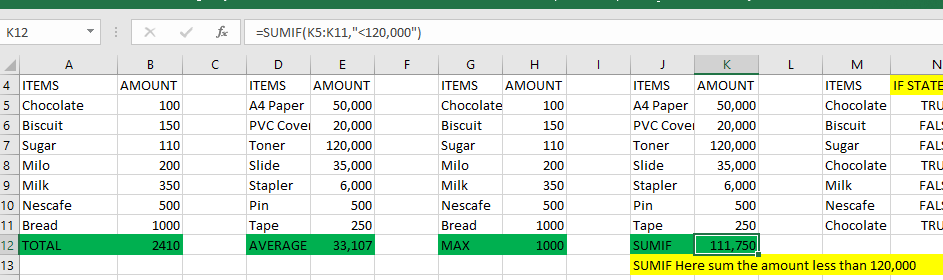 K12 fx =SUMIF(K5:K11,"<120,000")
A B C D E F G H I J K L M N
4 ITEMS AMOUNT ITEMS AMOUNT ITEMS AMOUNT ITEMS AMOUNT ITEMS IF STATE
5 Chocolate 100 A4 Paper 50,000 Chocolate 100 A4 Paper 50,000 Chocolate TRU
6 Biscuit 150 PVC Cover 20,000 Biscuit 150 PVC Cover 20,000 Biscuit FALS
7 Sugar 110 Toner 120,000 Sugar 110 Toner 120,000 Sugar FALS
8 Milo 200 Slide 35,000 Milo 200 Slide 35,000 Chocolate TRU
9 Milk 350 Stapler 6,000 Milk 350 Stapler 6,000 Milk FALS
10 Nescafe 500 Pin 500 Nescafe 500 Pin 500 Nescafe FALS
11 Bread 1000 Tape 250 Bread 1000 Tape 250 Chocolate TRU
12 TOTAL 2410 AVERAGE 33,107 MAX 1000 SUMIF 111,750
13 SUMIF Here sum the amount less than 120,000